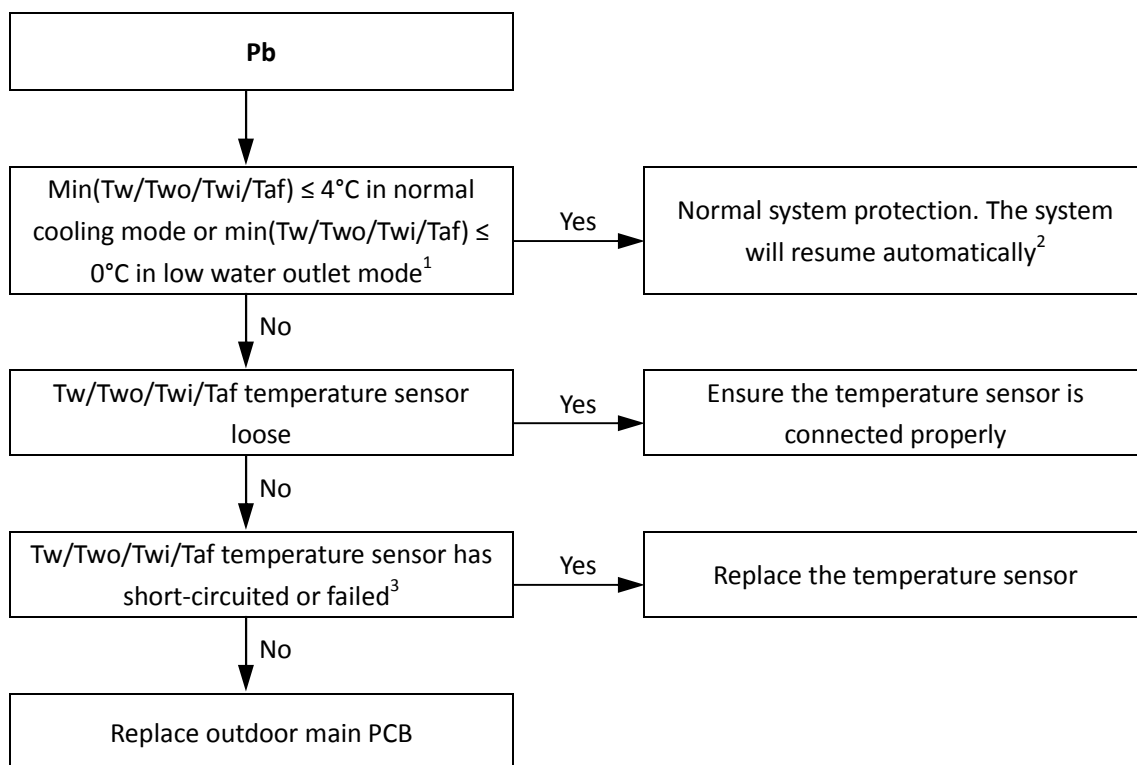 Pb
Min(Tw/Two/Twi/Taf) ≤ 4°C in normal
cooling mode or min(Tw/Two/Twi/Taf) ≤
0°C in low water outlet mode¹
Yes
Normal system protection. The system
will resume automatically²
No
Tw/Two/Twi/Taf temperature sensor
loose
Yes
Ensure the temperature sensor is
connected properly
No
Tw/Two/Twi/Taf temperature sensor has
short-circuited or failed³
Yes
Replace the temperature sensor
No
Replace outdoor main PCB